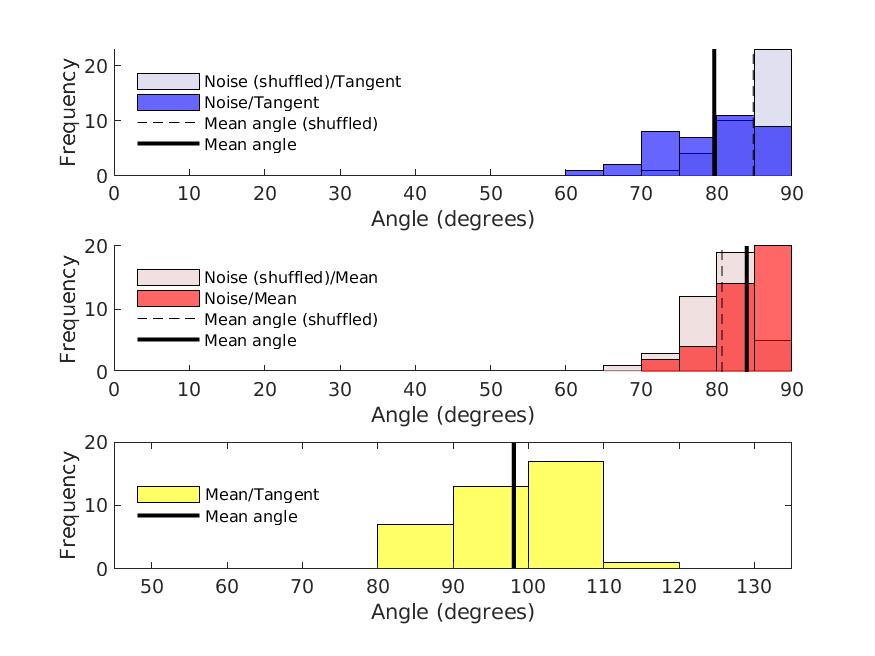 20
10
0
Frequency
Noise (shuffled)/Tangent
Noise/Tangent
Mean angle (shuffled)
Mean angle
0 10 20 30 40 50 60 70 80 90
Angle (degrees)
20
10
0
Frequency
Noise (shuffled)/Mean
Noise/Mean
Mean angle (shuffled)
Mean angle
0 10 20 30 40 50 60 70 80 90
Angle (degrees)
20
10
0
Frequency
Mean/Tangent
Mean angle
50 60 70 80 90 100 110 120 130
Angle (degrees)